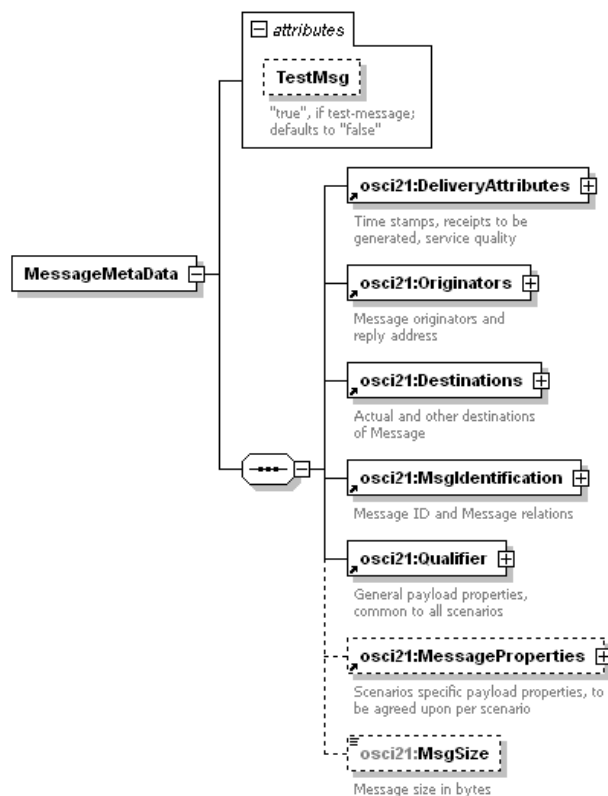 attributes
TestMsg
"true", if test-message;
defaults to "false"
osci21:DeliveryAttributes
Time stamps, receipts to be
generated, service quality
MessageMetaData
osci21:Originators
Message originators and
reply address
osci21:Destinations
Actual and other destinations
of Message
osci21:MsgIdentification
Message ID and Message relations
osci21:Qualifier
General payload properties,
common to all scenarios
osci21:MessageProperties
Scenarios specific payload properties, to
be agreed upon per scenario
osci21:MsgSize
Message size in bytes